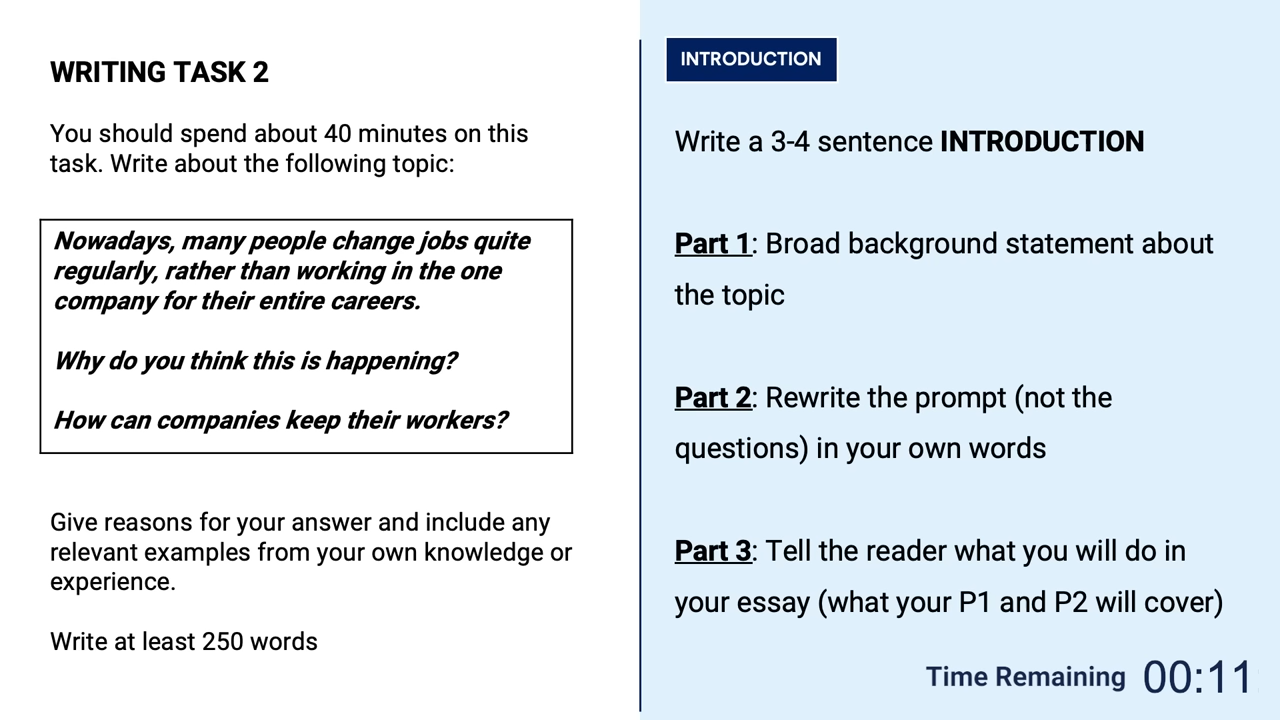 WRITING TASK 2
You should spend about 40 minutes on this
task. Write about the following topic:
Nowadays, many people change jobs quite
regularly, rather than working in the one
company for their entire careers.
Why do you think this is happening?
How can companies keep their workers?
Give reasons for your answer and include any
relevant examples from your own knowledge or
experience.
Write at least 250 words
INTRODUCTION
Write a 3-4 sentence INTRODUCTION
Part 1: Broad background statement about
the topic
Part 2: Rewrite the prompt (not the
questions) in your own words
Part 3: Tell the reader what you will do in
your essay (what your P1 and P2 will cover)
Time Remaining 00:11